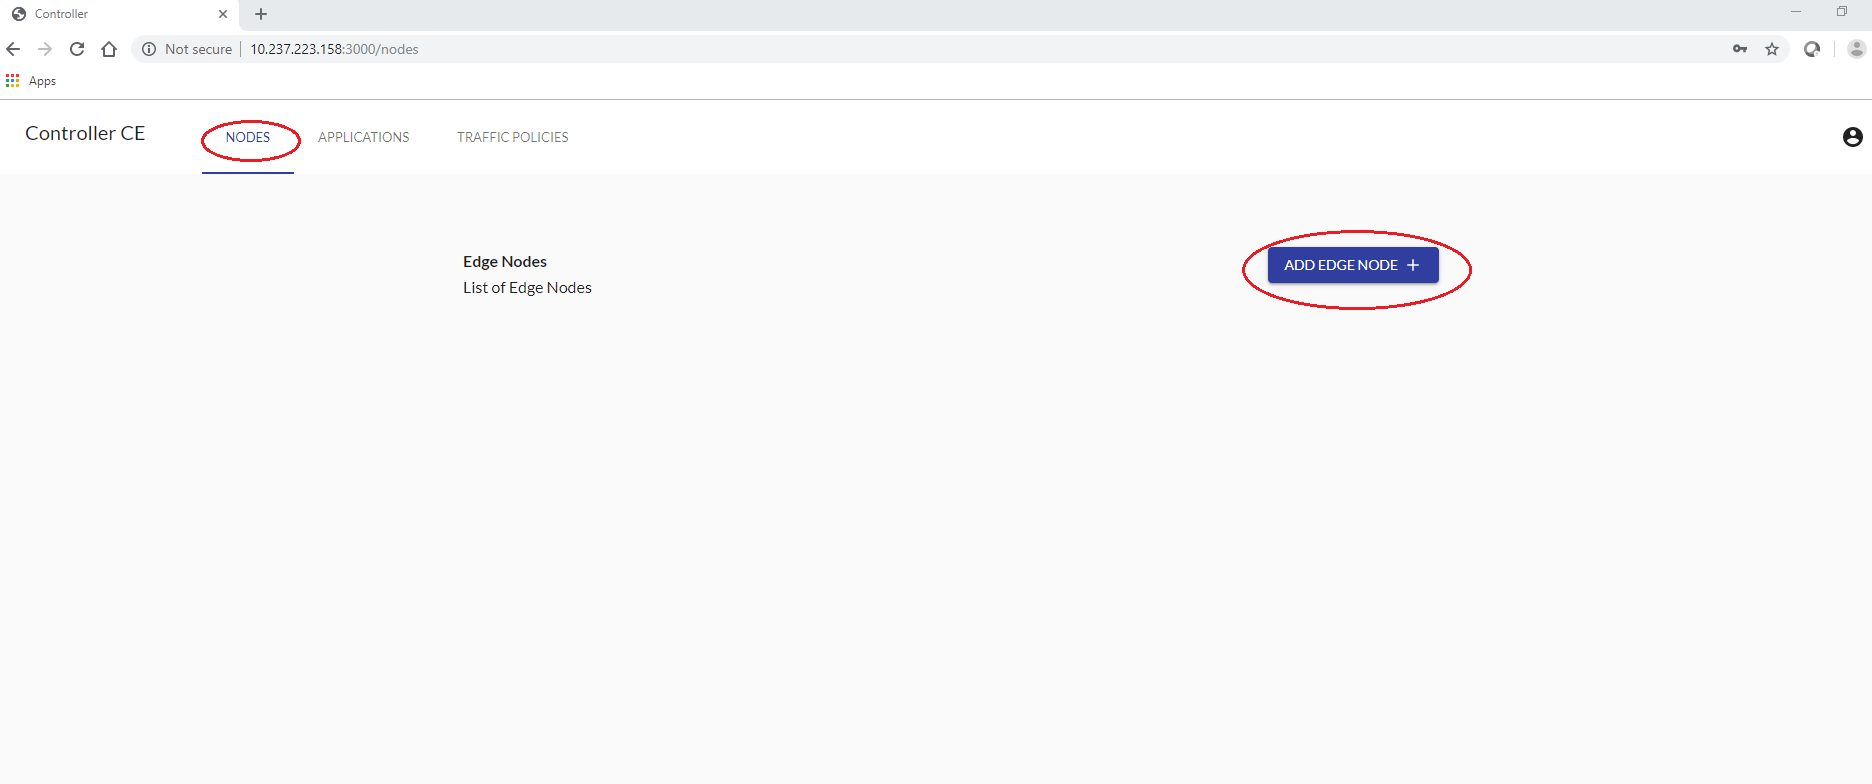 Controller
Not secure | 10.237.223.158:3000/nodes
Apps
Controller CE
NODES
APPLICATIONS
TRAFFIC POLICIES
Edge Nodes
ADD EDGE NODE +
List of Edge Nodes